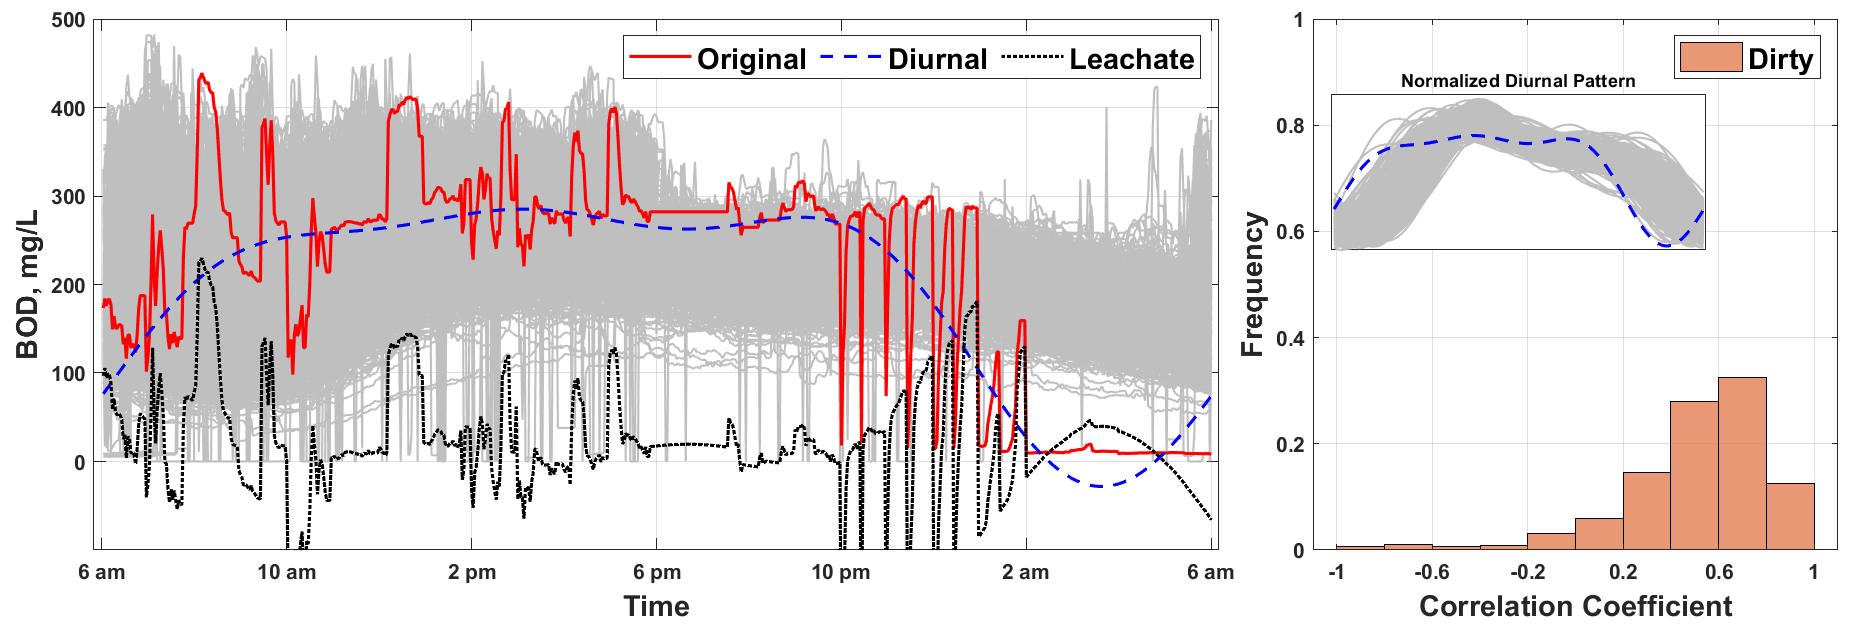 500
400
300
200
100
0
BOD, mg/L
Original Diurnal Leachate
6 am 10 am 2 pm 6 pm 10 pm 2 am 6 am
Time
1
0.8
0.6
0.4
0.2
0
Frequency
Dirty
Normalized Diurnal Pattern
-1 -0.6 -0.2 0.2 0.6 1
Correlation Coefficient